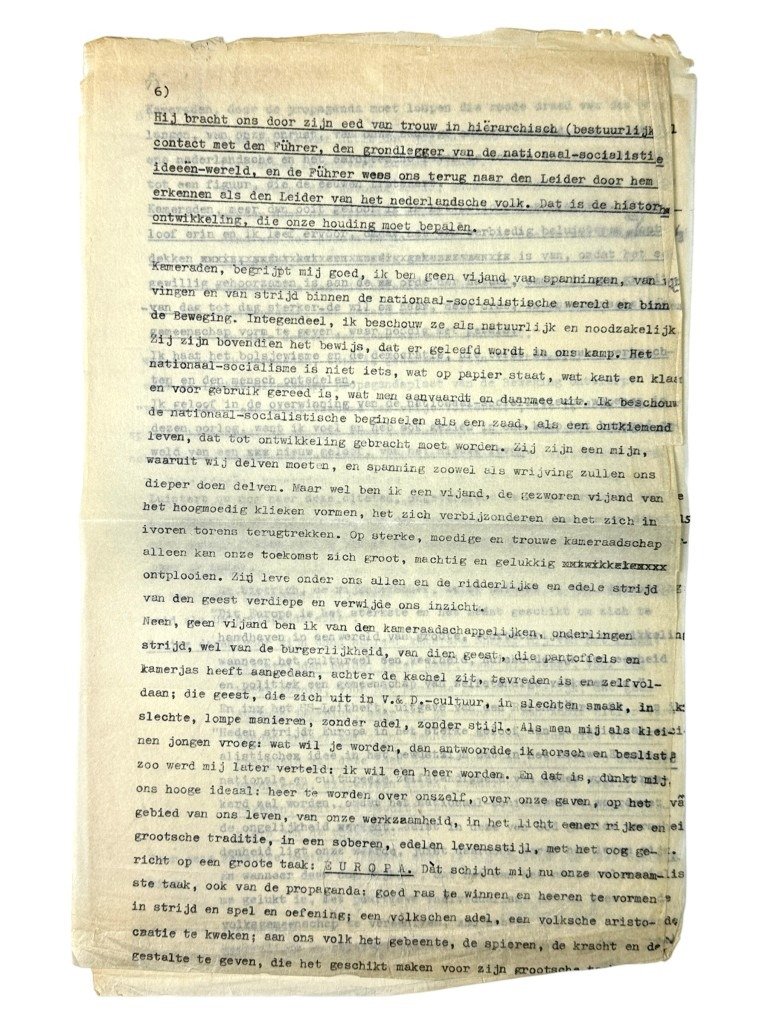 6)
Hij bracht ons door zijn eed van trouw in hiërarchisch (bestuurlijk
contact met den Führer, den grondlegger van de nationaal-socialisti
ideeën-wereld, en de Führer wees ons terug naar den Leider door hem
erkennen als den Leider van het nederlandsche volk. Dat is de histor
ontwikkeling, die onze houding moet bepalen.
Kameraden, begrijpt mij goed, ik ben geen vijand van spanningen, van
vingen en van strijd binnen de nationaal-socialistische wereld en binn
de Beweging. Integendeel, ik beschouw ze als natuurlijk en noodzakelijk
Zij zijn bovendien het bewijs, dat er geleefd wordt in ons kamp. Het
nationaal-socialisme is niet iets, wat op papier staat, wat kant en klaa
en voor gebruik gereed is, wat men aanvaardt en daarmee uit. Ik beschouw
de nationaal-socialistische beginselen als een zaad, als een ontkiemend
leven, dat tot ontwikkeling gebracht moet worden. Zij zijn een mijn,
waaruit wij delven moeten, en spanning zoowel als wrijving zullen ons
dieper doen delven. Maar wel ben ik een vijand, de gezworen vijand van
het hoogmoedig klieken vormen, het zich verbijzonderen en het zich in
ivoren torens terugtrekken. Op sterke, moedige en trouwe kameraadschap
alleen kan onze toekomst zich groot, machtig en gelukkig
ontplooien. Zij leve onder ons allen en de ridderlijke en edele strijd
van den geest verdiepe en verwijde ons inzicht.
Neen, geen vijand ben ik van den kameraadschappelijken, onderlingen
strijd, wel van de burgerlijkheid, van dien geest, die pantoffels en
kamerjas heeft aangedaan, achter de kachel zit, tevreden is en zelfvol-
daan; die geest, die zich uit in V.& D.-cultuur, in slechten smaak, in
slechte, lompe manieren, zonder adel, zonder stijl. Als men mij als klei-
nen jongen vroeg: wat wil je worden, dan antwoordde ik norsch en beslist
zoo werd mij later verteld: ik wil een heer worden. En dat is, dunkt mij
ons hooge ideaal: heer te worden over onszelf, over onze gaven, op het
gebied van ons leven, van onze werkzaamheid, in het licht eener rijke en
grootsche traditie, in een soberen, edelen levensstijl, met het oog ge-
richt op een groote taak: EUROPA. Dàt schijnt mij nu onze voornaam-
ste taak, ook van de propaganda: goed ras te winnen en heeren te vormen
in strijd en spel en oefening; een volkschen adel, een volksche aristo-
cratie te kweken; aan ons volk het gebeente, de spieren, de kracht en de
gestalte te geven, die het geschikt maken voor zijn grootsche